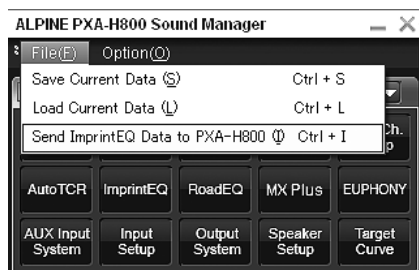 ALPINE PXA-H800 Sound Manager
File(F) Option(O)
Save Current Data (S) Ctrl + S
Load Current Data (L) Ctrl + L
Send ImprintEQ Data to PXA-H800 (I) Ctrl + I
Ch.
AutoTCR ImprintEQ RoadEQ MX Plus EUPHONY
AUX Input System Input Setup Output System Speaker Setup Target Curve